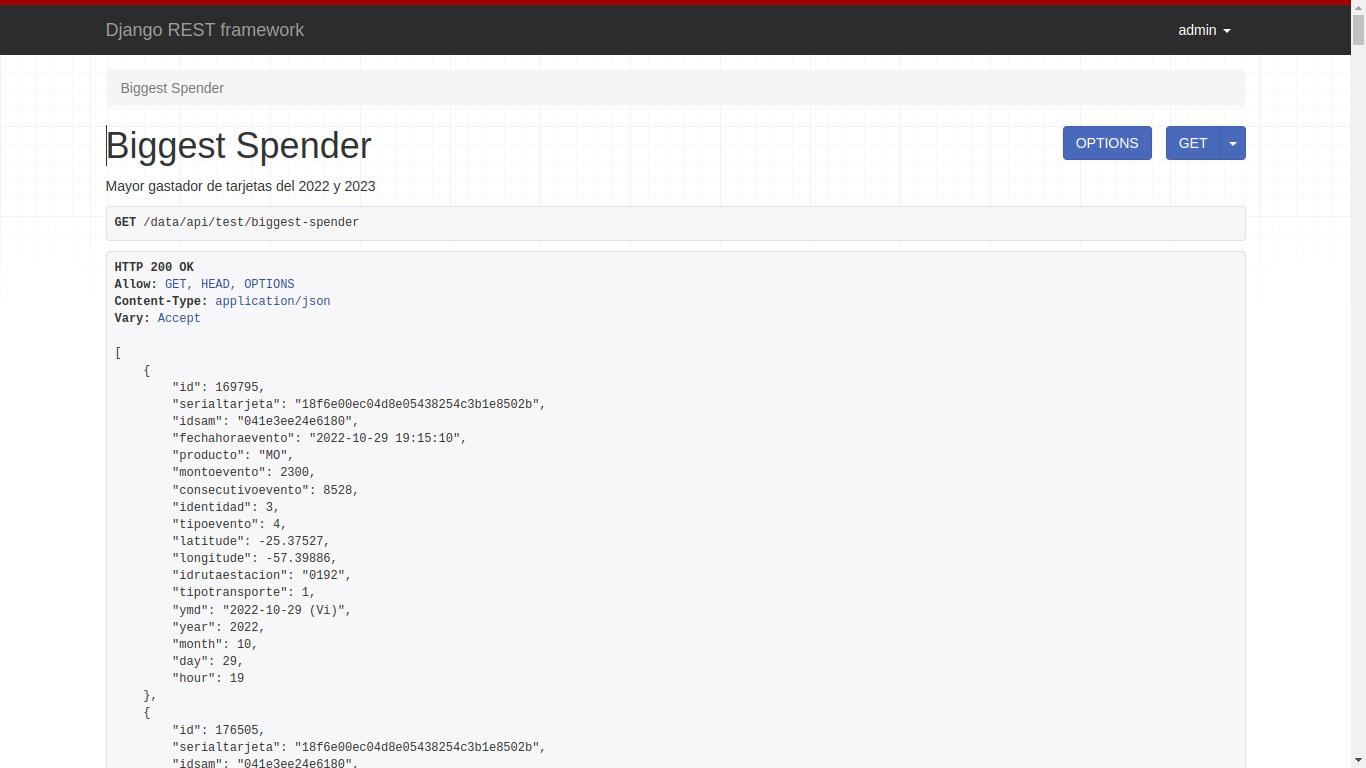 Django REST framework
admin
Biggest Spender
Biggest Spender
OPTIONS
GET
Mayor gastador de tarjetas del 2022 y 2023
GET /data/api/test/biggest-spender
HTTP 200 OK
Allow: GET, HEAD, OPTIONS
Content-Type: application/json
Vary: Accept
[
    {
        "id": 169795,
        "serialtarjeta": "18f6e00ec04d8e05438254c3b1e8502b",
        "idsam": "041e3ee24e6180",
        "fechahoraevento": "2022-10-29 19:15:10",
        "producto": "MO",
        "montoevento": 2300,
        "consecutivoevento": 8528,
        "identidad": 3,
        "tipoevento": 4,
        "latitude": -25.37527,
        "longitude": -57.39886,
        "idrutaestacion": "0192",
        "tipotransporte": 1,
        "ymd": "2022-10-29 (Vi)",
        "year": 2022,
        "month": 10,
        "day": 29,
        "hour": 19
    },
    {
        "id": 176505,
        "serialtarjeta": "18f6e00ec04d8e05438254c3b1e8502b",
        "idsam": "041e3ee24e6180",